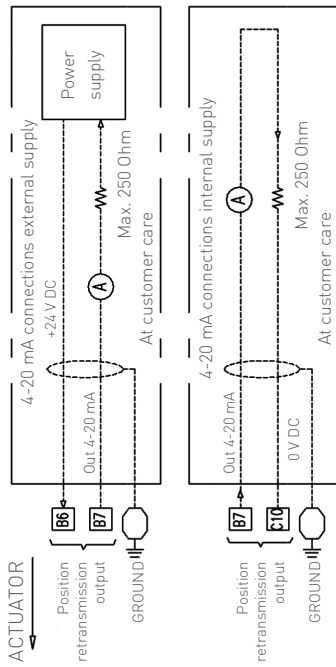 ACTUATOR
4-20 mA connections external supply
Power
supply
+24 V DC
Max. 250 Ohm
A
Out 4-20 mA
At customer care
B6
B7
Position
retransmission
output
GROUND
4-20 mA connections internal supply
A
Out 4-20 mA
Max. 250 Ohm
0 V DC
At customer care
B7
C10
Position
retransmission
output
GROUND